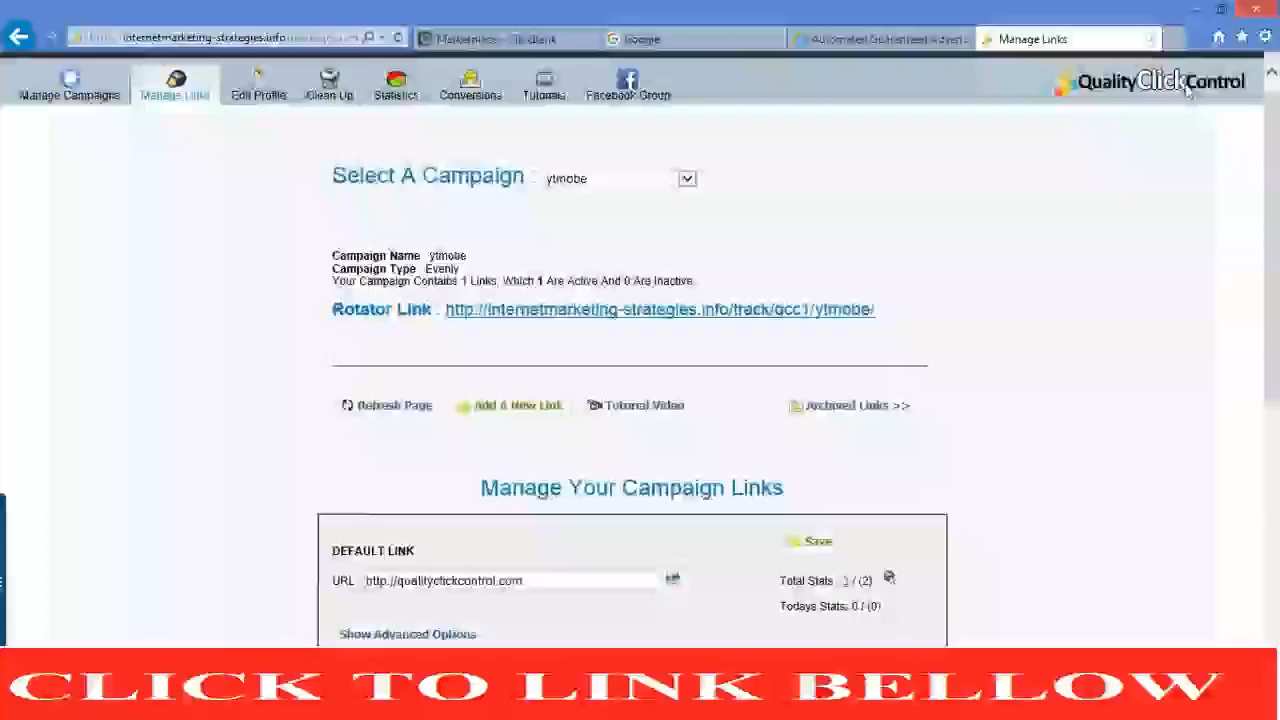 internetmarketing-strategies.info
Google
Manage Links
Manage Campaigns
Manage Links
Edit Profile
Clean Up
Statistics
Conversions
Tutorials
Facebook Group
QualityClickControl
Select A Campaign : ytmobe
Campaign Name ytmobe
Campaign Type Evenly
Your Campaign Contains 1 Links, Which 1 Are Active And 0 Are Inactive.
Rotator Link : http://internetmarketing-strategies.info/track/qcc1/ytmobe/
Refresh Page
Add A New Link
Tutorial Video
Archived Links >>
Manage Your Campaign Links
Save
DEFAULT LINK
URL http://qualityclickcontrol.com
Total Stats 1 / (2)
Todays Stats: 0 / (0)
Show Advanced Options
CLICK TO LINK BELLOW